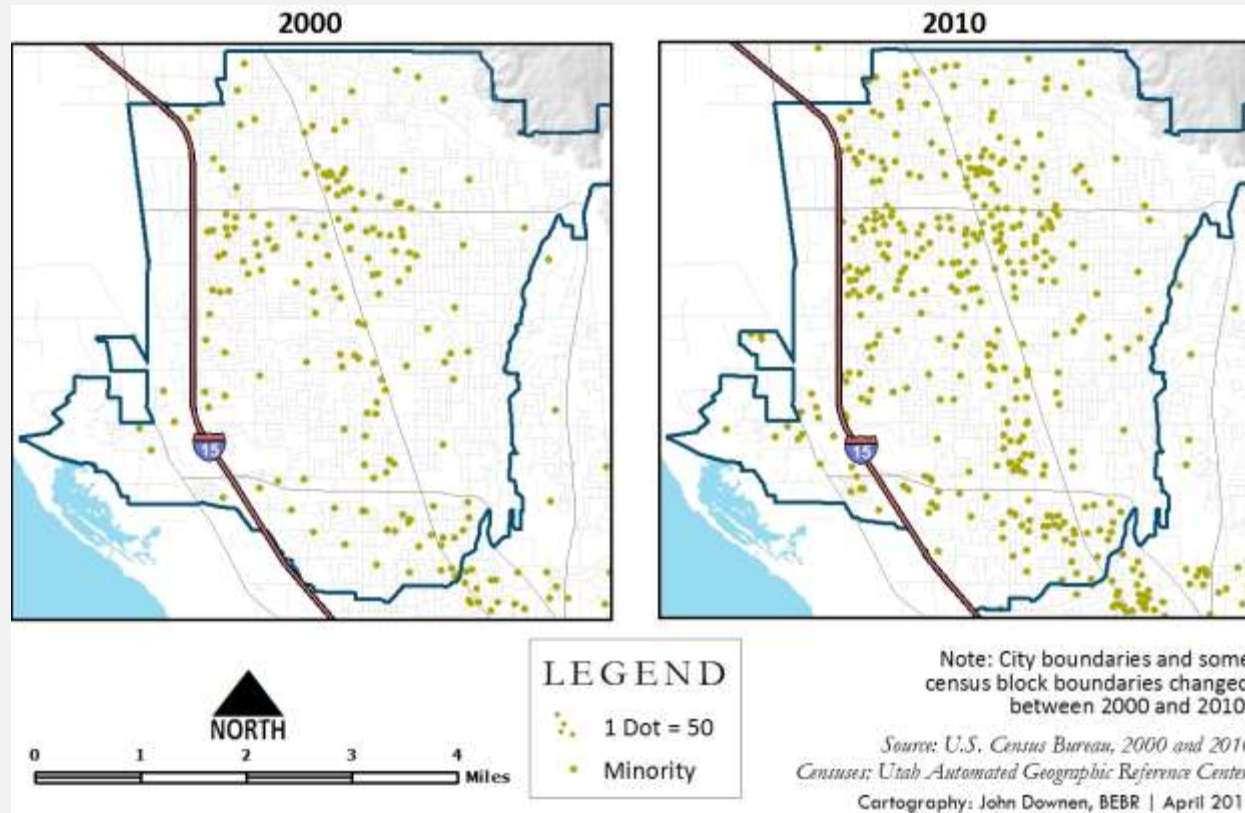 2000
2010
15
15
NORTH
0 1 2 3 4 Miles
LEGEND
1 Dot = 50
Minority
Note: City boundaries and some
census block boundaries changed
between 2000 and 2010
Source: U.S. Census Bureau, 2000 and 201
Censuses; Utah Automated Geographic Reference Center
Cartography: John Downen, BEBR | April 201